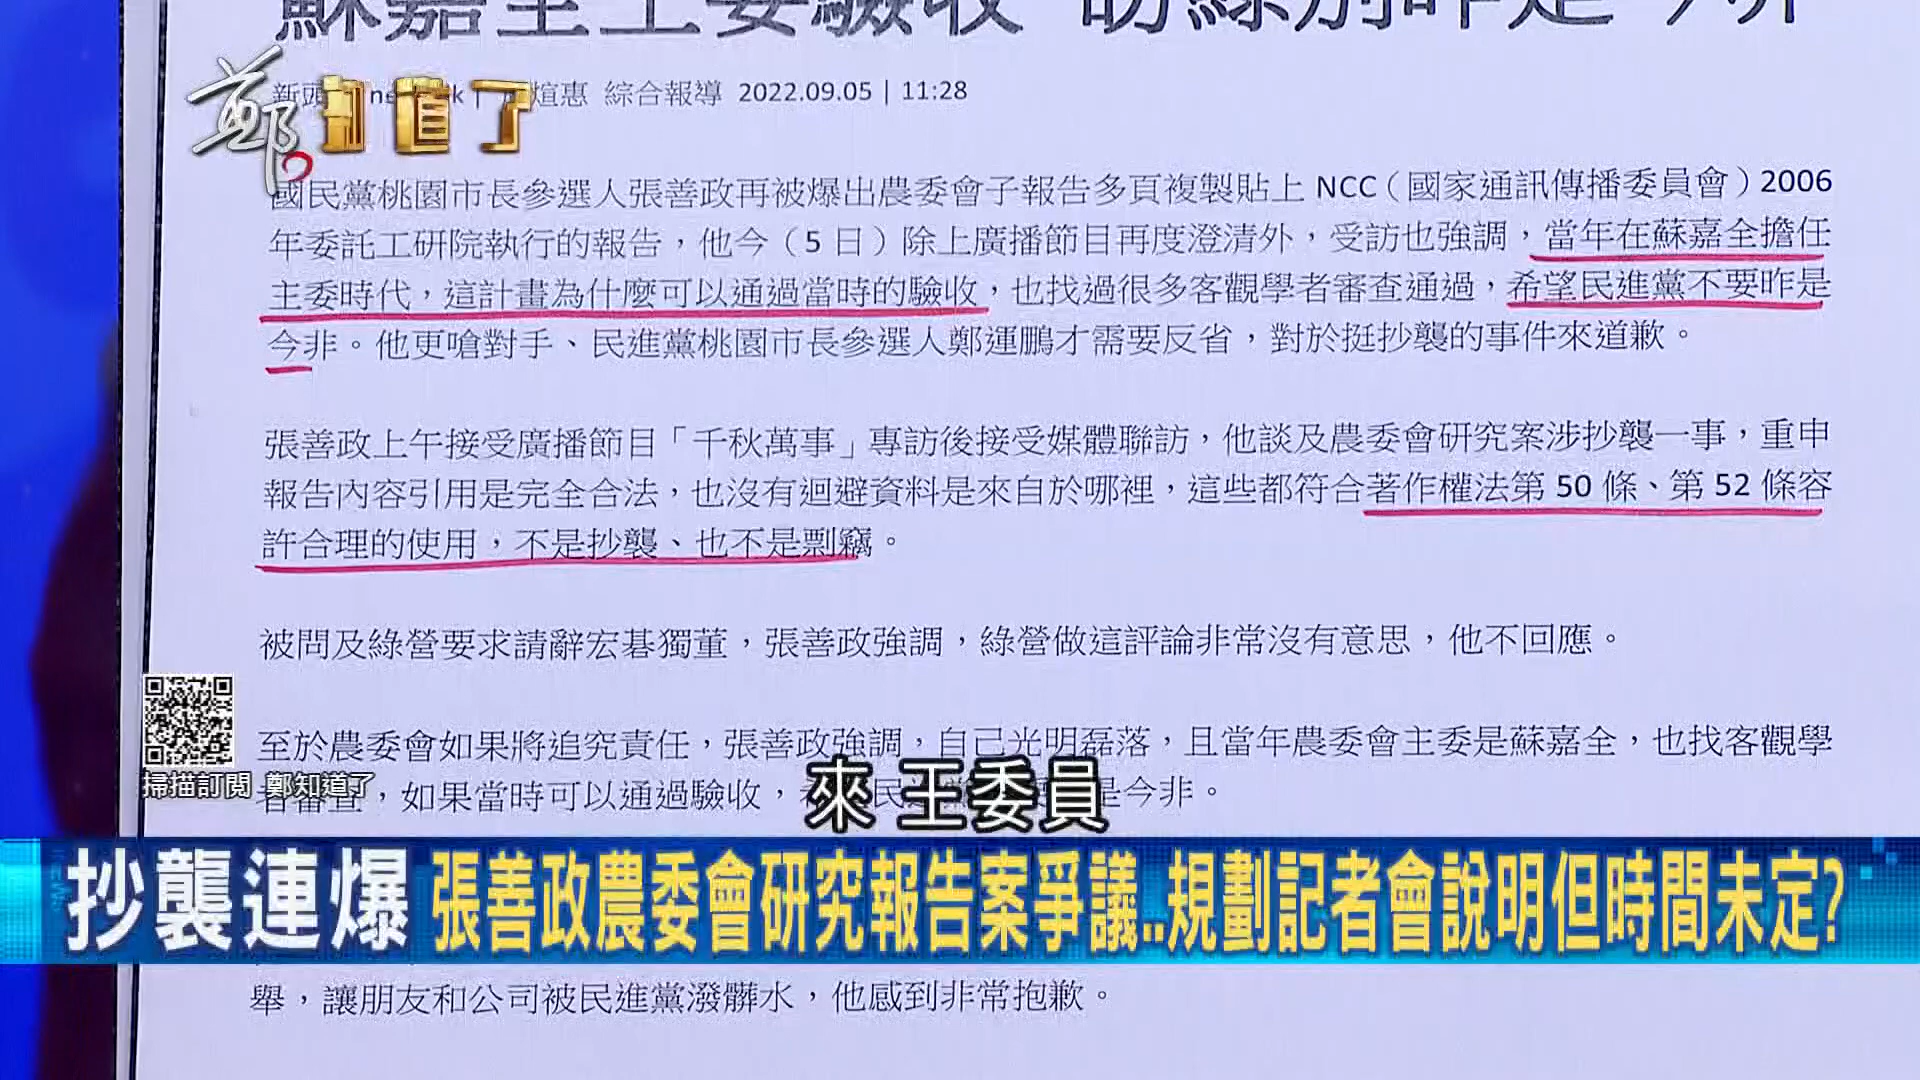 蘇嘉全主委驗收 
綜合報導 2022.09.05 | 11:28
鄭知道了
國民黨桃園市長參選人張善政再被爆出農委會子報告多頁複製貼上 NCC（國家通訊傳播委員會）2006
年委託工研院執行的報告，他今（5 日）除上廣播節目再度澄清外，受訪也強調，當年在蘇嘉全擔任
主委時代，這計畫為什麼可以通過當時的驗收，也找過很多客觀學者審查通過，希望民進黨不要昨是
今非。他更嗆對手、民進黨桃園市長參選人鄭運鵬才需要反省，對於挺抄襲的事件來道歉。
張善政上午接受廣播節目「千秋萬事」專訪後接受媒體聯訪，他談及農委會研究案涉抄襲一事，重申
報告內容引用是完全合法，也沒有迴避資料是來自於哪裡，這些都符合著作權法第 50 條、第 52 條容
許合理的使用，不是抄襲、也不是剽竊。
被問及綠營要求請辭宏碁獨董，張善政強調，綠營做這評論非常沒有意思，他不回應。
至於農委會如果將追究責任，張善政強調，自己光明磊落，且當年農委會主委是蘇嘉全，也找客觀學
者審查，如果當時可以通過驗收，是今非。
掃描訂閱 鄭知道了
來 王委員
抄襲連爆 張善政農委會研究報告案爭議..規劃記者會說明但時間未定?
舉，讓朋友和公司被民進黨潑髒水，他感到非常抱歉。